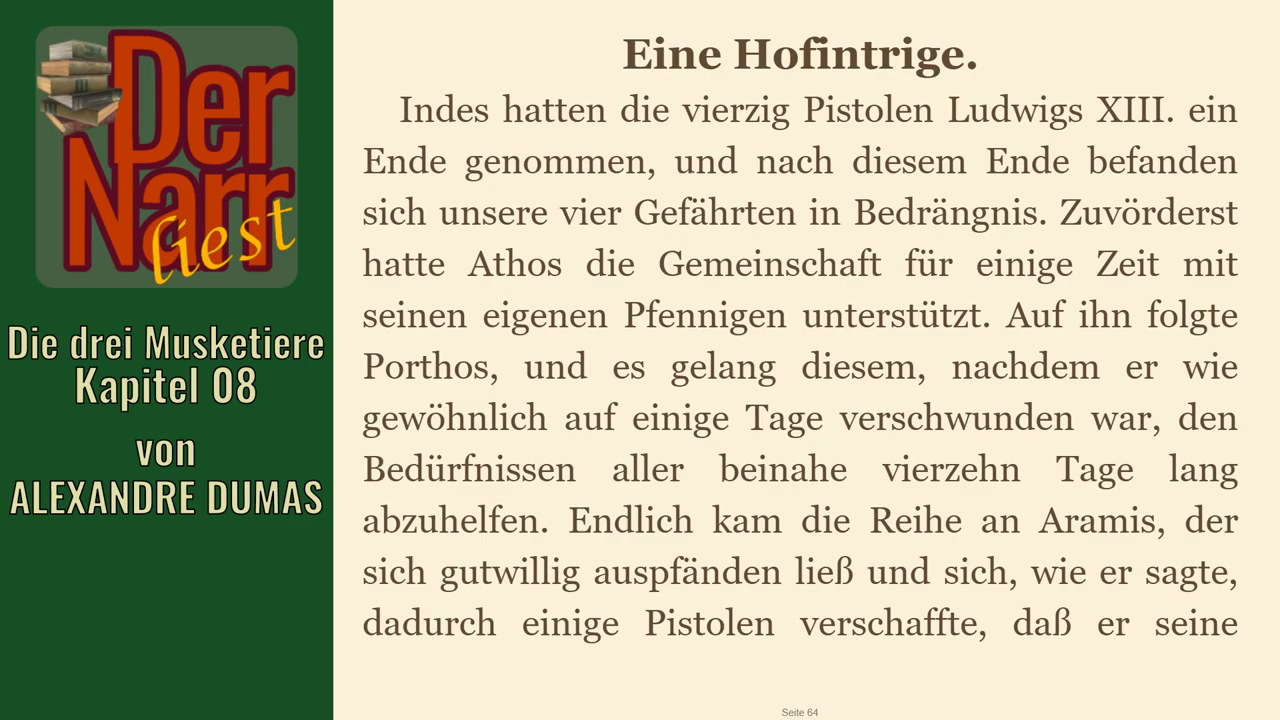 Der
Narr
liest
Die drei Musketiere
Kapitel 08
von
ALEXANDRE DUMAS
Eine Hofintrige.
Indes hatten die vierzig Pistolen Ludwigs XIII. ein
Ende genommen, und nach diesem Ende befanden
sich unsere vier Gefährten in Bedrängnis. Zuvörderst
hatte Athos die Gemeinschaft für einige Zeit mit
seinen eigenen Pfennigen unterstützt. Auf ihn folgte
Porthos, und es gelang diesem, nachdem er wie
gewöhnlich auf einige Tage verschwunden war, den
Bedürfnissen aller beinahe vierzehn Tage lang
abzuhelfen. Endlich kam die Reihe an Aramis, der
sich gutwillig auspfänden ließ und sich, wie er sagte,
dadurch einige Pistolen verschaffte, daß er seine
Seite 64